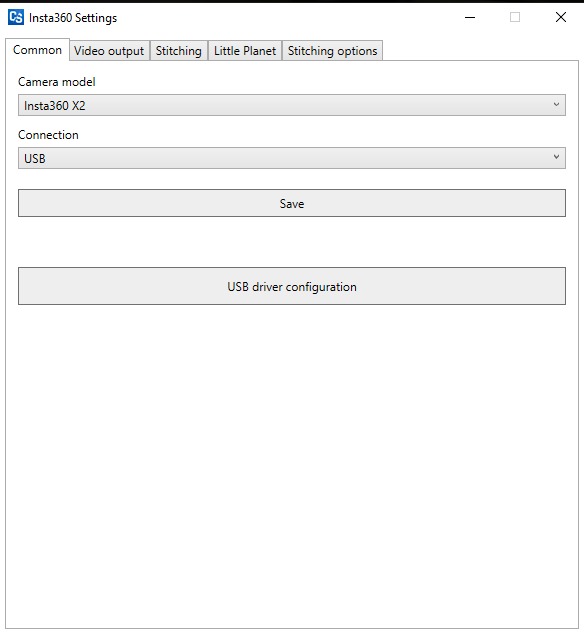 CS Insta360 Settings
Common Video output Stitching Little Planet Stitching options
Camera model
Insta360 X2
Connection
USB
Save
USB driver configuration